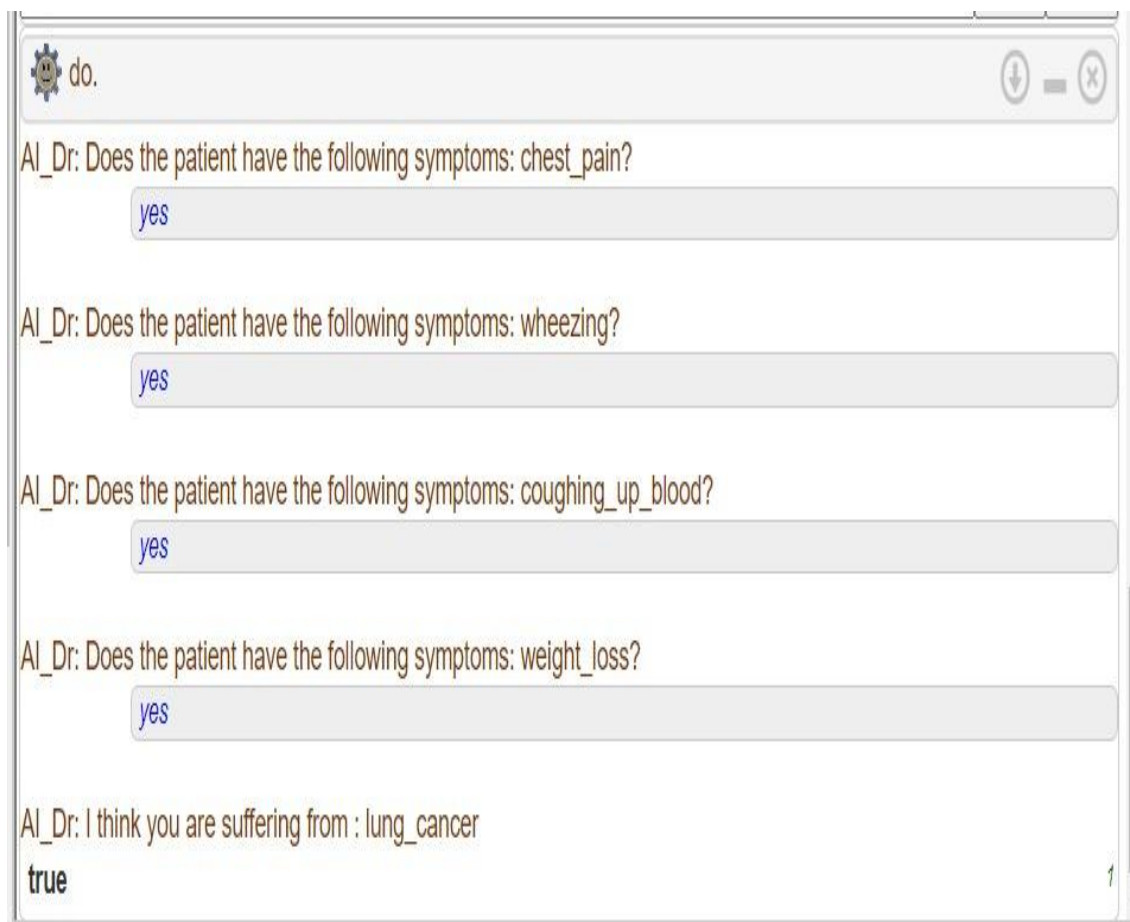 do.
AI_Dr: Does the patient have the following symptoms: chest_pain?
yes
AI_Dr: Does the patient have the following symptoms: wheezing?
yes
AI_Dr: Does the patient have the following symptoms: coughing_up_blood?
yes
AI_Dr: Does the patient have the following symptoms: weight_loss?
yes
AI_Dr: I think you are suffering from : lung_cancer
true 1